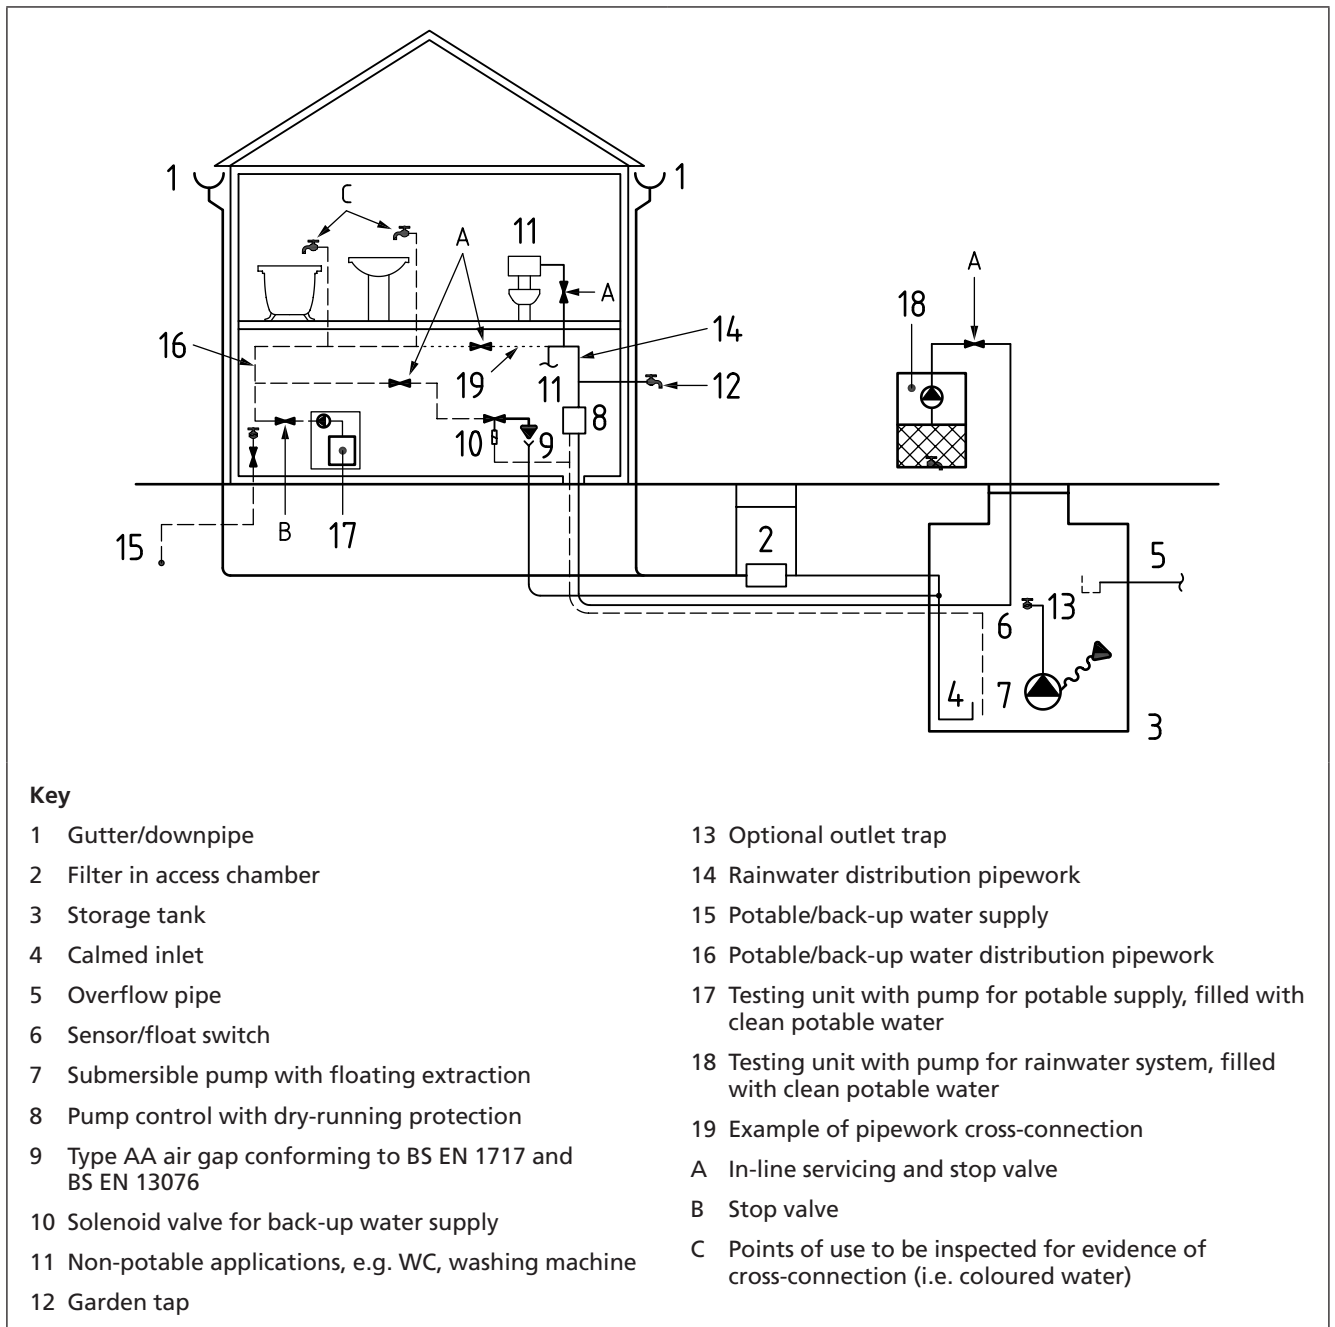 1
1
C
11
A
A
A
18
16
14
19
11
12
8
10
9
15
B
17
2
5
13
6
4
7
3
Key
1 Gutter/downpipe
2 Filter in access chamber
3 Storage tank
4 Calmed inlet
5 Overflow pipe
6 Sensor/float switch
7 Submersible pump with floating extraction
8 Pump control with dry-running protection
9 Type AA air gap conforming to BS EN 1717 and
BS EN 13076
10 Solenoid valve for back-up water supply
11 Non-potable applications, e.g. WC, washing machine
12 Garden tap
13 Optional outlet trap
14 Rainwater distribution pipework
15 Potable/back-up water supply
16 Potable/back-up water distribution pipework
17 Testing unit with pump for potable supply, filled with
clean potable water
18 Testing unit with pump for rainwater system, filled
with clean potable water
19 Example of pipework cross-connection
A In-line servicing and stop valve
B Stop valve
C Points of use to be inspected for evidence of
cross-connection (i.e. coloured water)